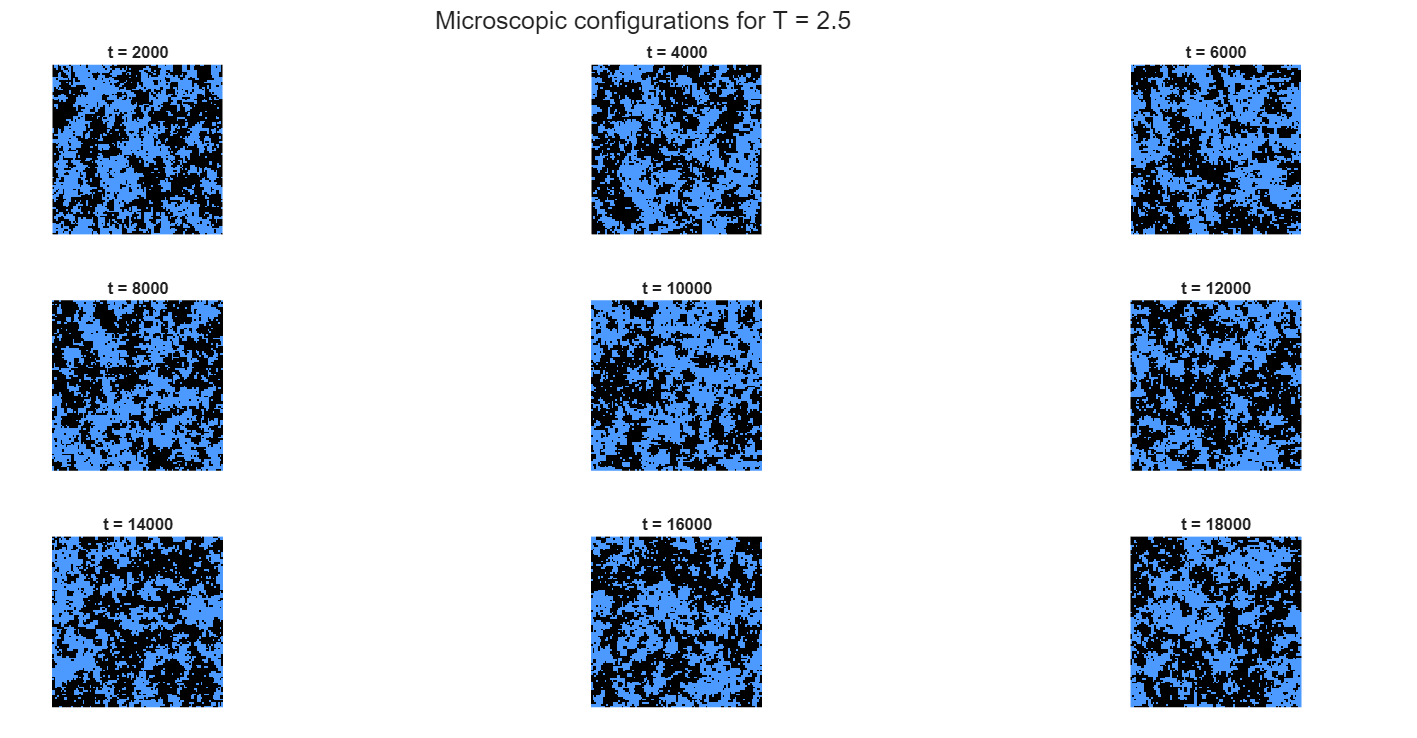 Microscopic configurations for T = 2.5
t = 2000
t = 4000
t = 6000
t = 8000
t = 10000
t = 12000
t = 14000
t = 16000
t = 18000